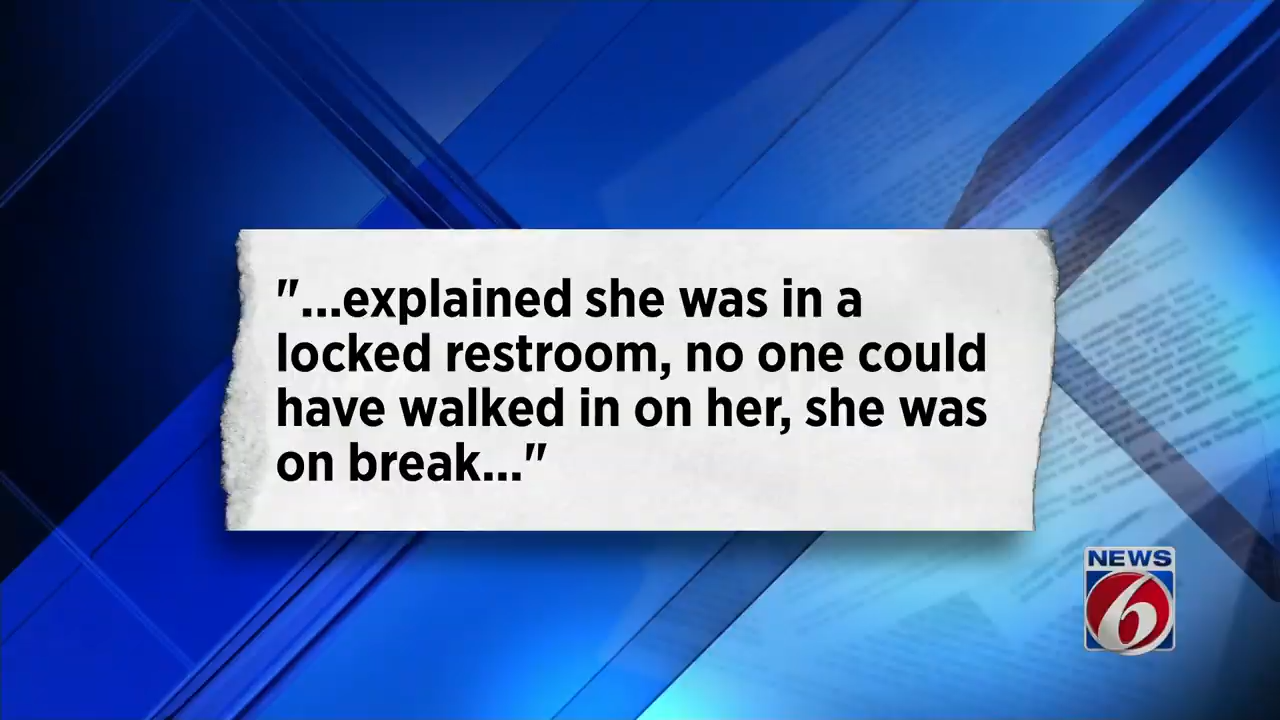 "...explained she was in a
locked restroom, no one could
have walked in on her, she was
on break..."
NEWS
6